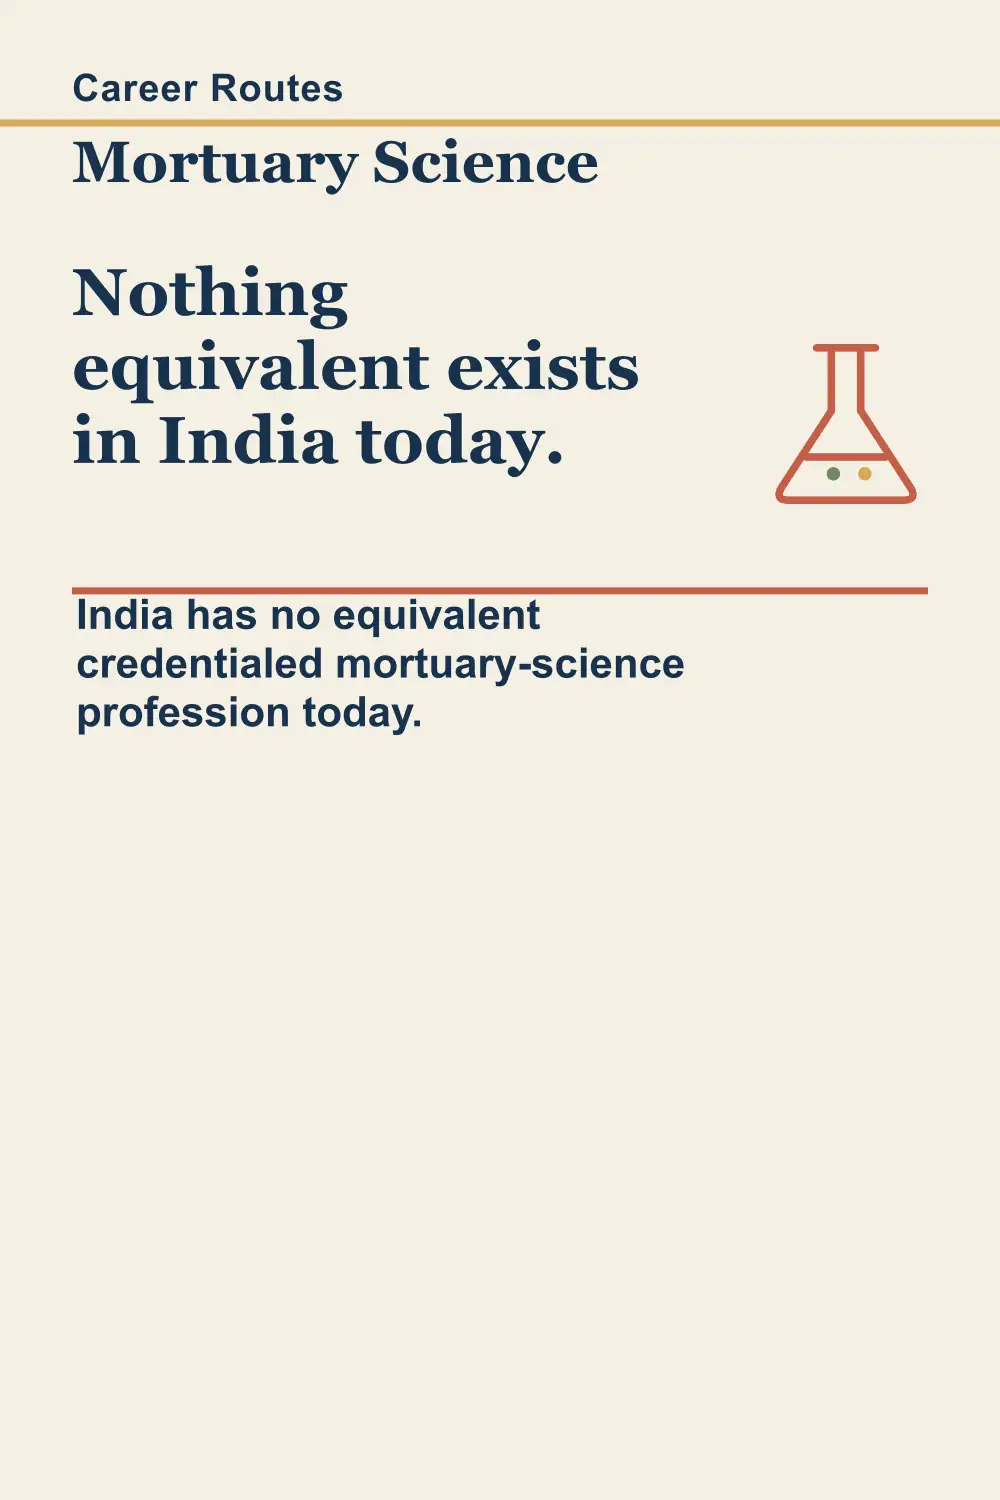 Career Routes
Mortuary Science
Nothing
equivalent exists
in India today.
India has no equivalent
credentialed mortuary-science
profession today.